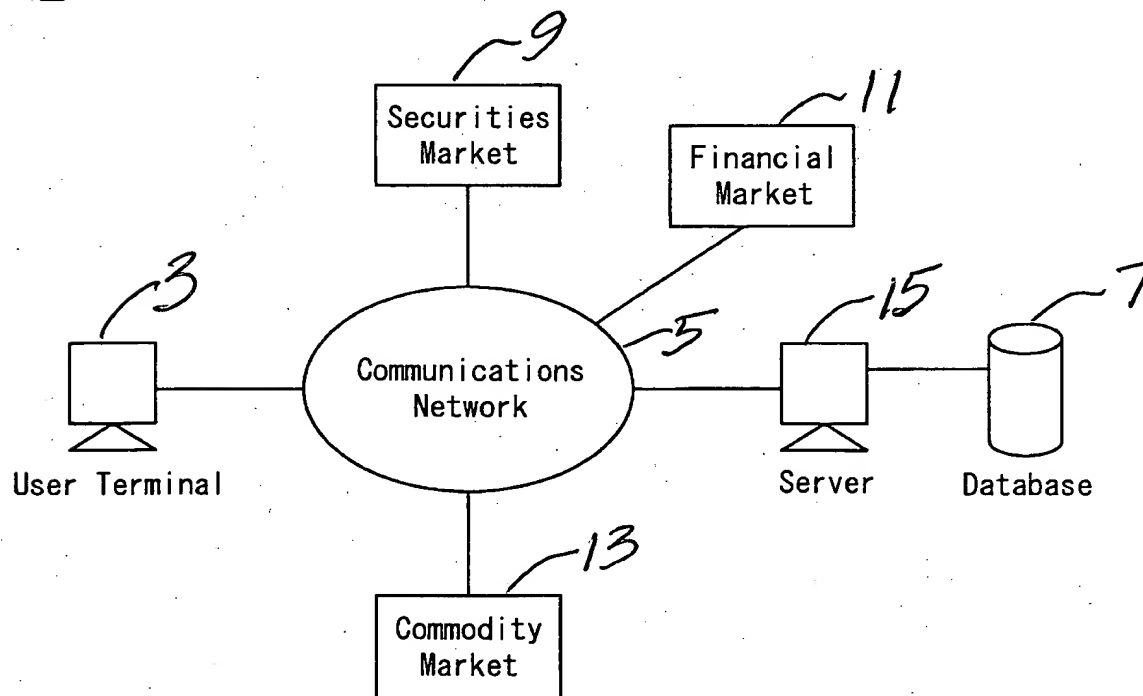 9
Securities
Market
11
Financial
Market
3
5
15
7
Communications
Network
User Terminal
Server
Database
13
Commodity
Market